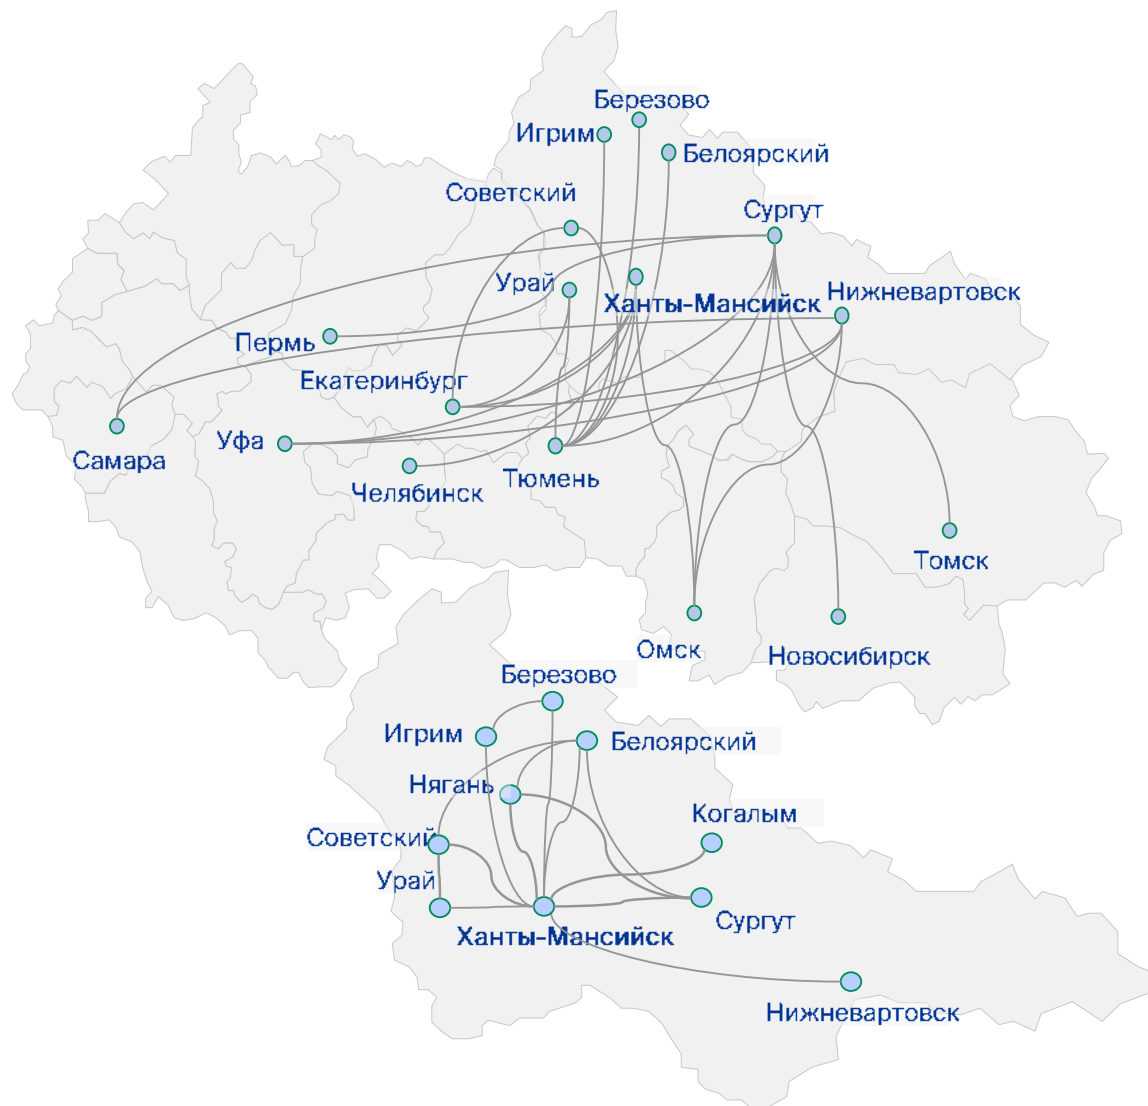 Березово
Игрим
Белоярский
Советский
Сургут
Урай
Ханты-Мансийск
Нижневартовск
Пермь
Екатеринбург
Уфа
Самара
Тюмень
Челябинск
Томск
Омск
Новосибирск
Березово
Игрим
Белоярский
Нягань
Когалым
Советский
Урай
Сургут
Ханты-Мансийск
Нижневартовск